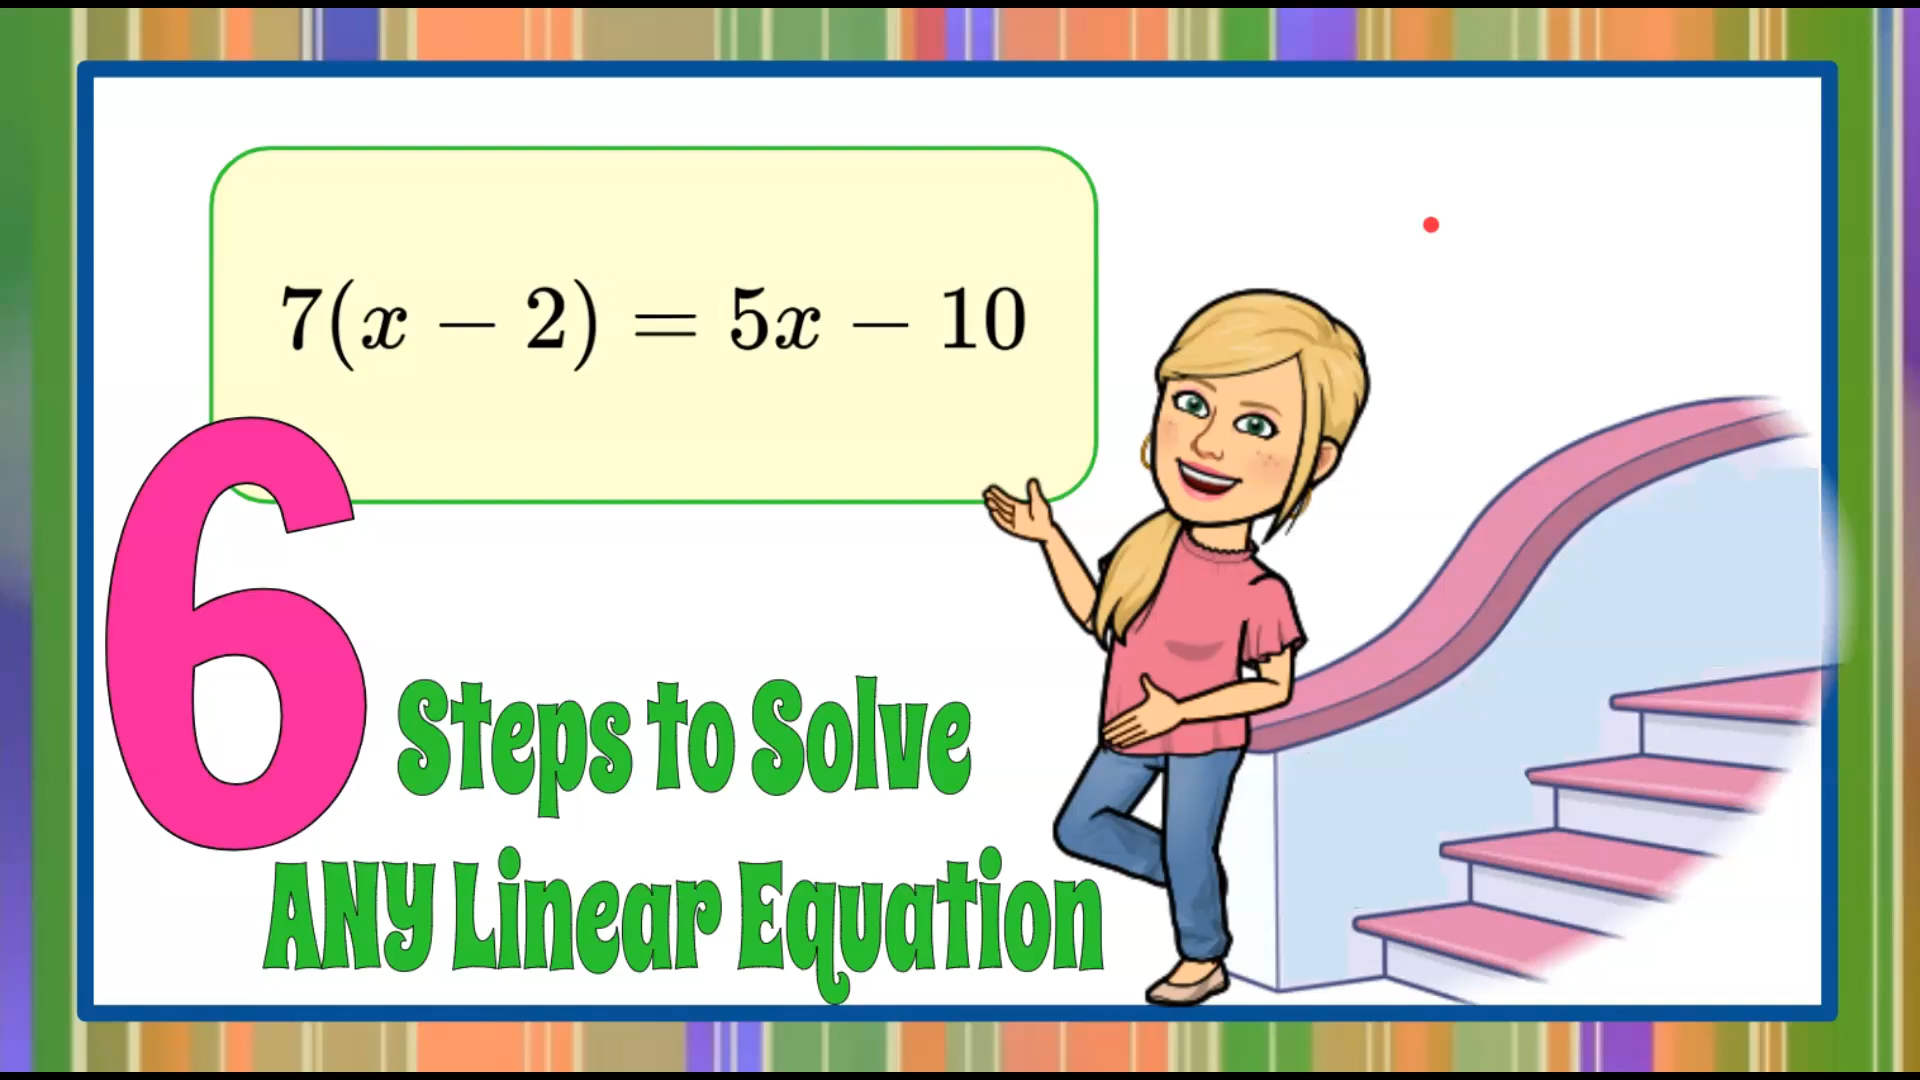 7(x − 2) = 5x − 10
6
Steps to Solve
ANY Linear Equation